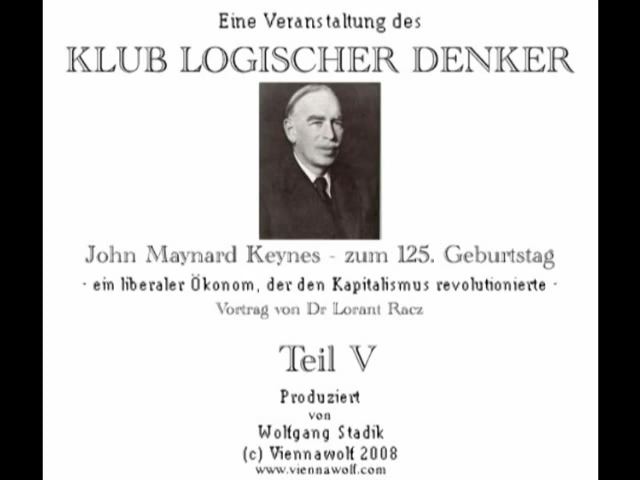 Eine Veranstaltung des
KLUB LOGISCHER DENKER
John Maynard Keynes - zum 125. Geburtstag
- ein liberaler Ökonom, der den Kapitalismus revolutionierte -
Vortrag von Dr Lorant Racz
Teil V
Produziert
von
Wolfgang Stadik
(c) Viennawolf 2008
www.viennawolf.com